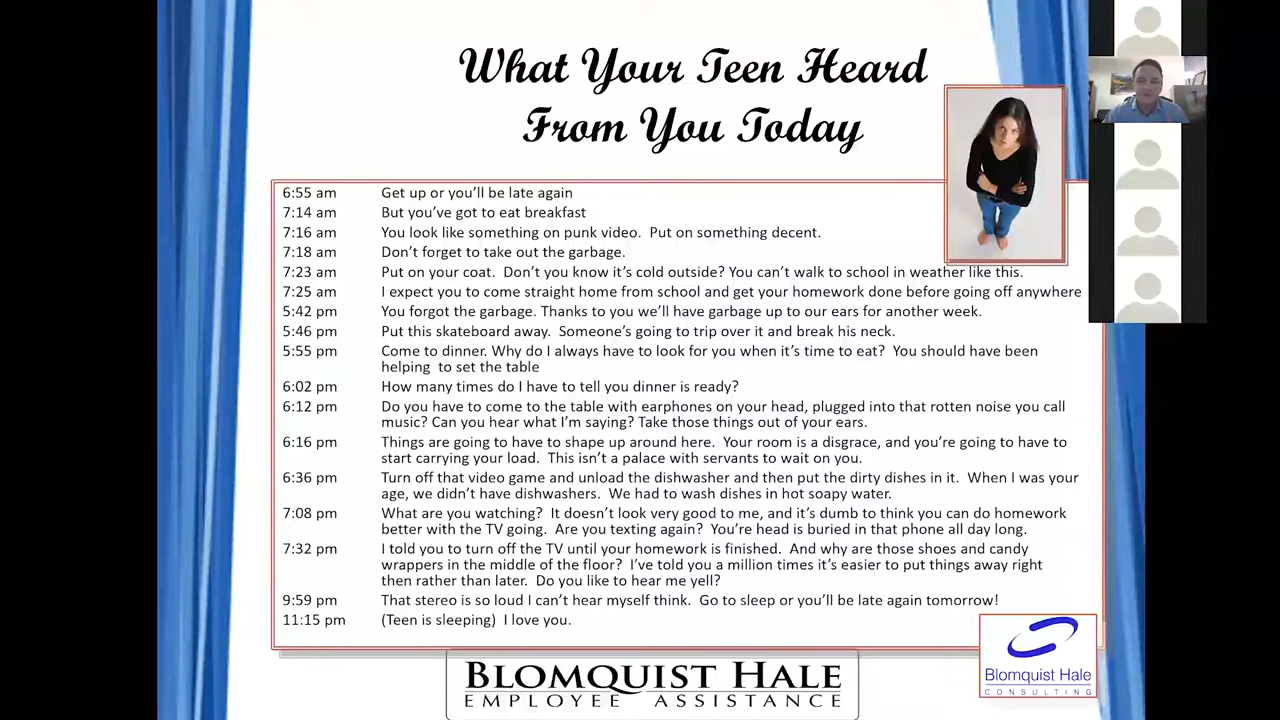 What Your Teen Heard
From You Today
6:55 am Get up or you'll be late again
7:14 am But you've got to eat breakfast
7:16 am You look like something on punk video. Put on something decent.
7:18 am Don't forget to take out the garbage.
7:23 am Put on your coat. Don't you know it's cold outside? You can't walk to school in weather like this.
7:25 am I expect you to come straight home from school and get your homework done before going off anywhere
5:42 pm You forgot the garbage. Thanks to you we'll have garbage up to our ears for another week.
5:46 pm Put this skateboard away. Someone's going to trip over it and break his neck.
5:55 pm Come to dinner. Why do I always have to look for you when it's time to eat? You should have been
helping to set the table
6:02 pm How many times do I have to tell you dinner is ready?
6:12 pm Do you have to come to the table with earphones on your head, plugged into that rotten noise you call
music? Can you hear what I'm saying? Take those things out of your ears.
6:16 pm Things are going to have to shape up around here. Your room is a disgrace, and you're going to have to
start carrying your load. This isn't a palace with servants to wait on you.
6:36 pm Turn off that video game and unload the dishwasher and then put the dirty dishes in it. When I was your
age, we didn't have dishwashers. We had to wash dishes in hot soapy water.
7:08 pm What are you watching? It doesn't look very good to me, and it's dumb to think you can do homework
better with the TV going. Are you texting again? You're head is buried in that phone all day long.
7:32 pm I told you to turn off the TV until your homework is finished. And why are those shoes and candy
wrappers in the middle of the floor? I've told you a million times it's easier to put things away right
then rather than later. Do you like to hear me yell?
9:59 pm That stereo is so loud I can't hear myself think. Go to sleep or you'll be late again tomorrow!
11:15 pm (Teen is sleeping) I love you.
BLOMQUIST HALE
EMPLOYEE ASSISTANCE
Blomquist Hale
CONSULTING